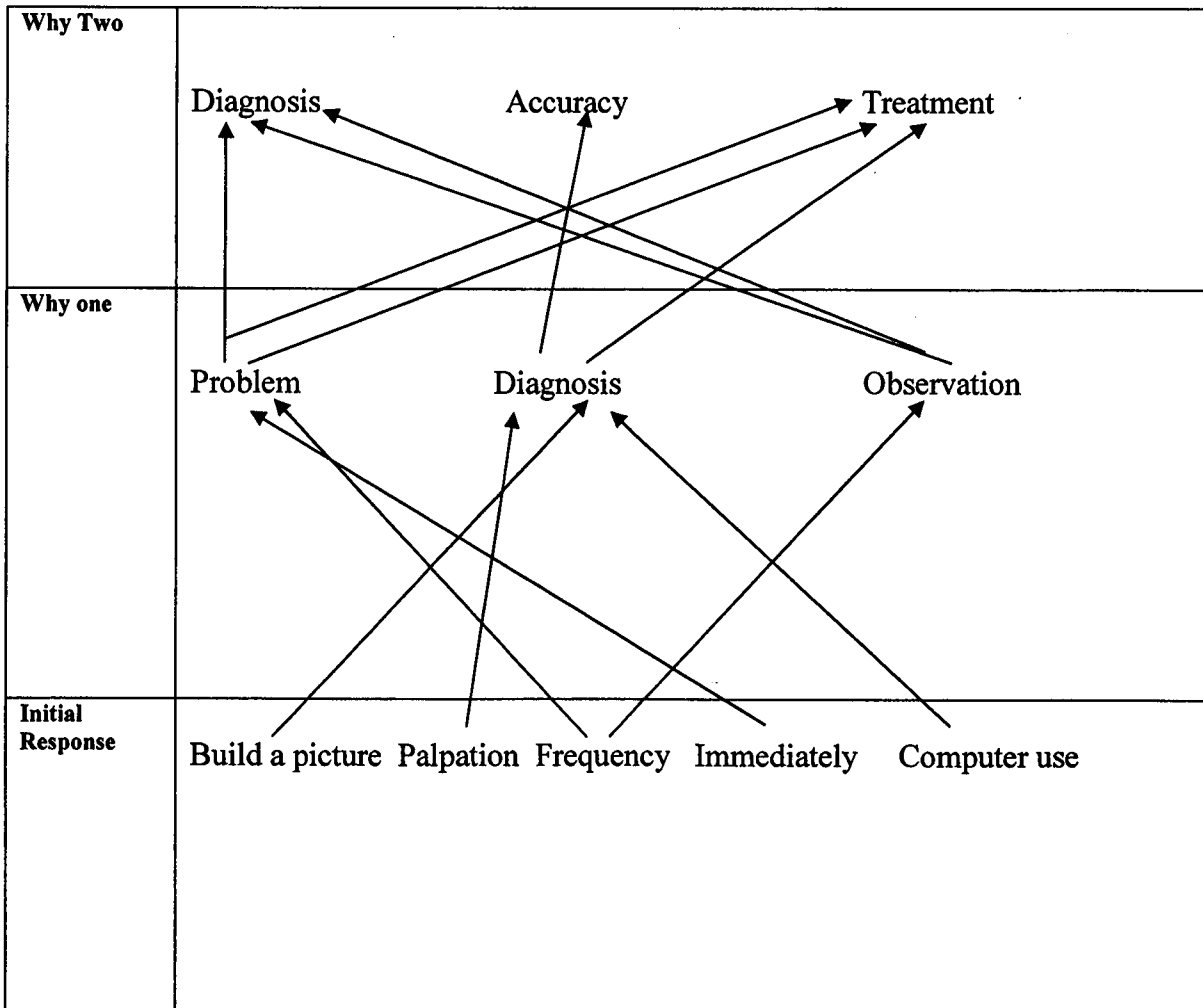 Why Two
Diagnosis Accuracy Treatment
Why one
Problem Diagnosis Observation
Initial
Response
Build a picture Palpation Frequency Immediately Computer use